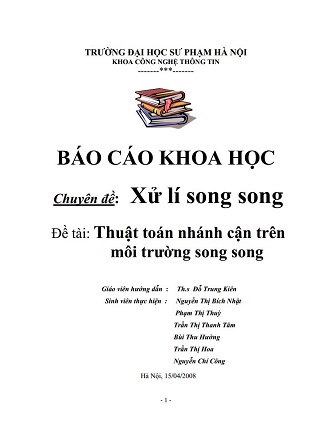 TRƯỜNG ĐẠI HỌC SƯ PHẠM HÀ NỘI
KHOA CÔNG NGHỆ THÔNG TIN
-------***-------
BÁO CÁO KHOA HỌC
Chuyên đề: Xử lí song song
Đề tài: Thuật toán nhánh cận trên
môi trường song song
Giáo viên hướng dẫn : Th.s Đỗ Trung Kiên
Sinh viên thực hiện : Nguyễn Thị Bích Nhật
Phạm Thị Thuỷ
Trần Thị Thanh Tâm
Bùi Thu Hường
Trần Thị Hoa
Nguyễn Chí Công
Hà Nội, 15/04/2008
- 1 -